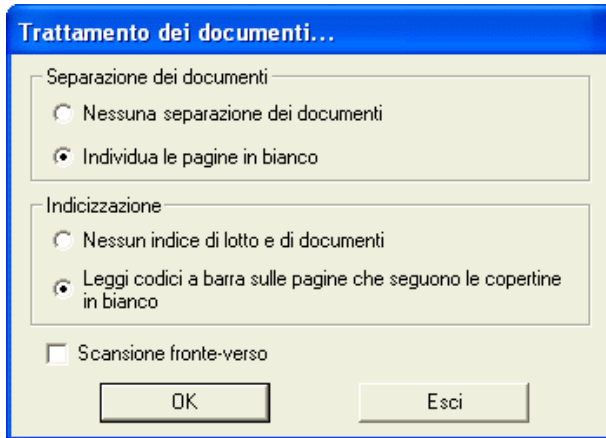 Trattamento dei documenti...
Separazione dei documenti
Nessuna separazione dei documenti
Individua le pagine in bianco
Indicizzazione
Nessun indice di lotto e di documenti
Leggi codici a barra sulle pagine che seguono le copertine
in bianco
Scansione fronte-verso
OK
Esci